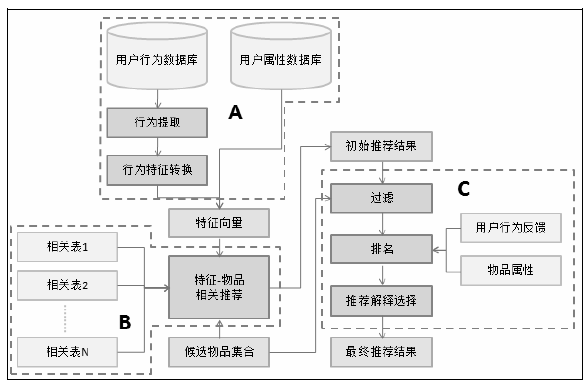 用户行为数据库
用户属性数据库
A
行为提取
行为特征转换
初始推荐结果
C
过滤
特征向量
用户行为反馈
相关表1
排名
特征-物品
相关推荐
物品属性
相关表2
推荐解释选择
B
相关表N
候选物品集合
最终推荐结果